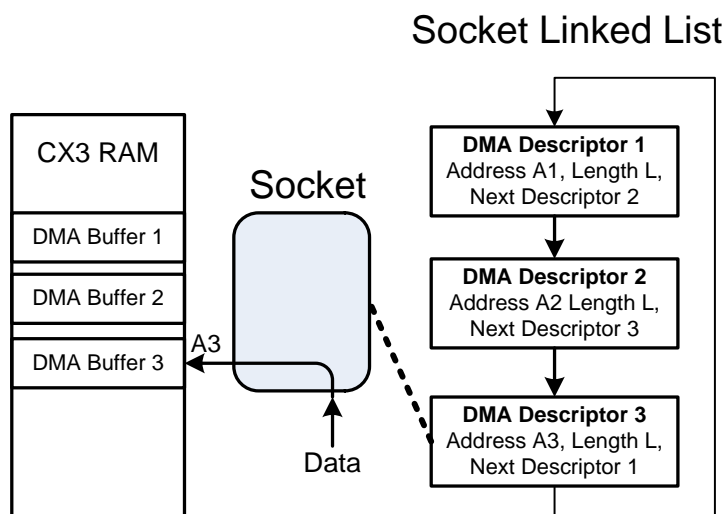 Socket Linked List
CX3 RAM
DMA Buffer 1
DMA Buffer 2
DMA Buffer 3
Socket
A3
Data
DMA Descriptor 1
Address A1, Length L,
Next Descriptor 2
DMA Descriptor 2
Address A2 Length L,
Next Descriptor 3
DMA Descriptor 3
Address A3, Length L,
Next Descriptor 1